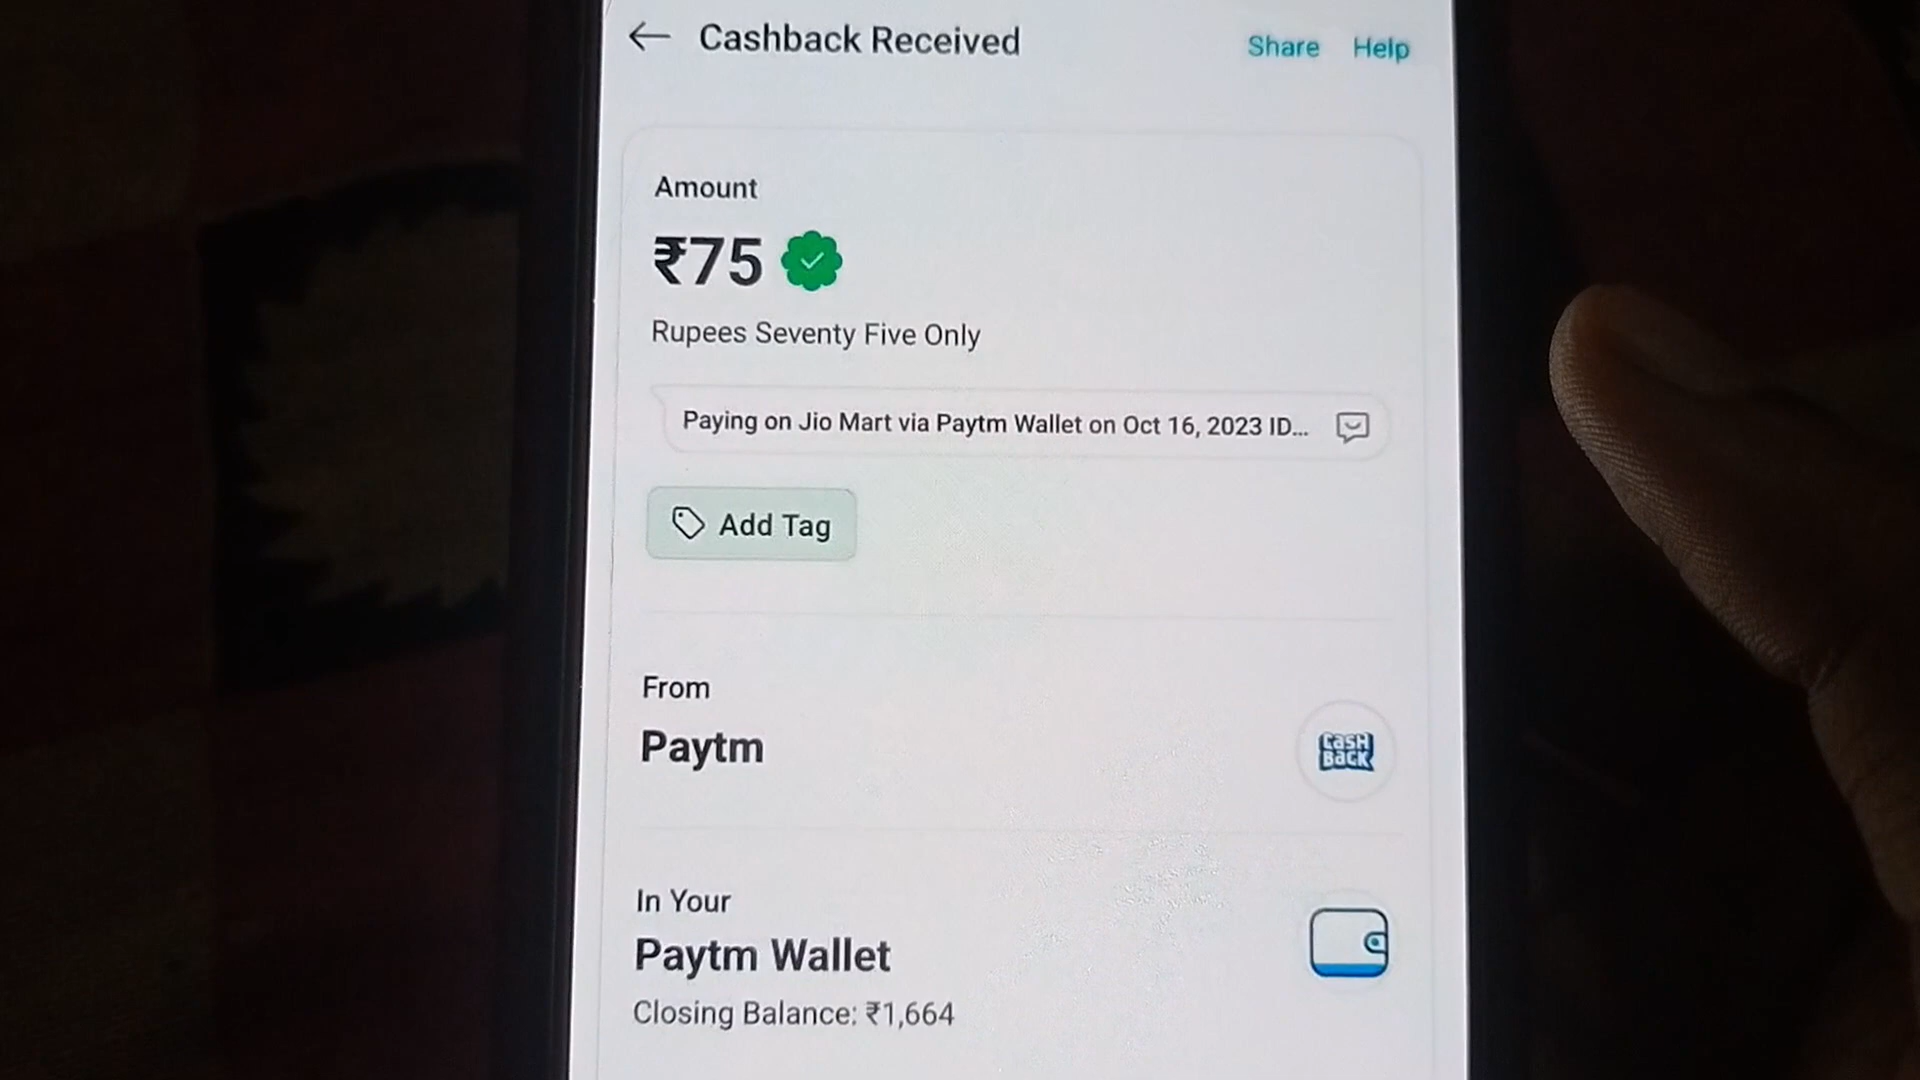 Cashback Received
Share Help
Amount
₹75
Rupees Seventy Five Only
Paying on Jio Mart via Paytm Wallet on Oct 16, 2023 ID...
Add Tag
From
Paytm
CASH
BACK
In Your
Paytm Wallet
Closing Balance: ₹1,664